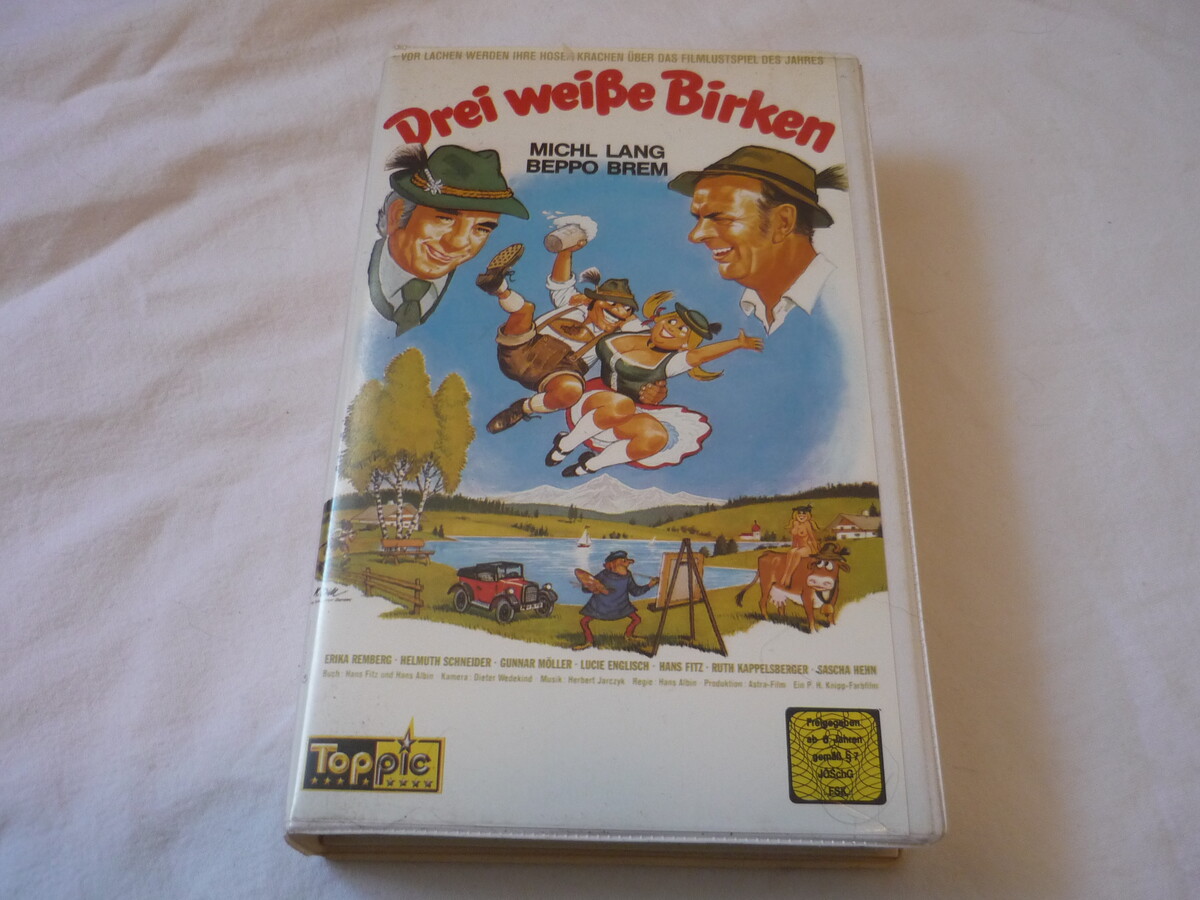 VOR LACHEN WERDEN IHRE HOSEN KRACHEN ÜBER DAS FILMLUSTSPIEL DES JAHRES
Drei weiße Birken
MICHL LANG
BEPPO BREM
ERIKA REMBERG · HELMUTH SCHNEIDER · GUNNAR MÖLLER · LUCIE ENGLISCH · HANS FITZ · RUTH KAPPELSBERGER · SASCHA HEHN
Buch: Hans Fitz und Hans Albin Kamera: Dieter Wedekind Musik: Herbert Jarczyk Regie: Hans Albin Produktion: Astra-Film Ein P. H. Knipp-Farbfilm
Toppic
Freigegeben
ab 6 Jahren
gemäß § 7
JÖSchG
FSK